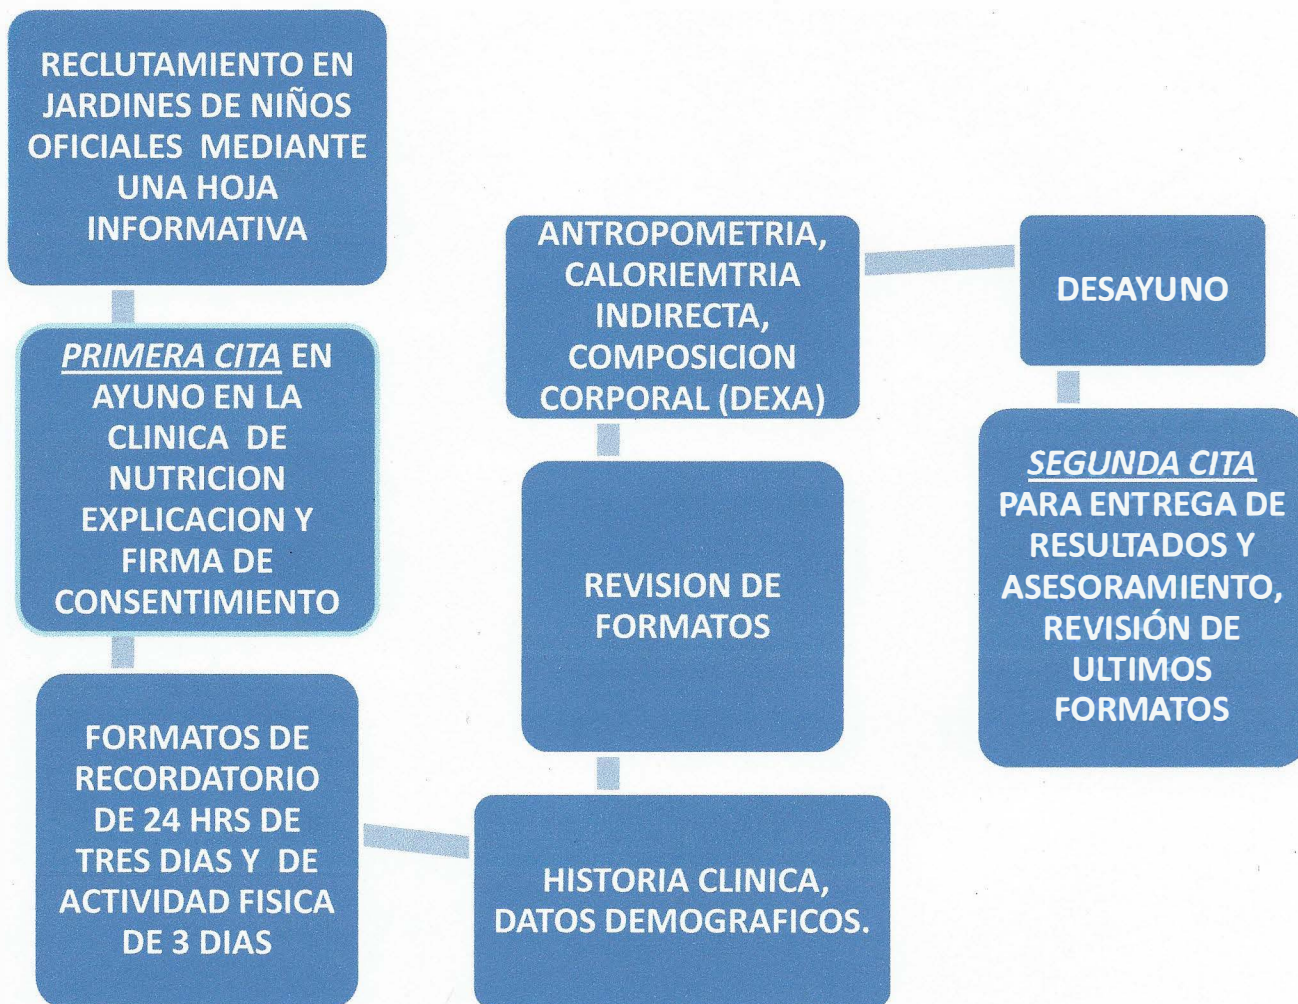 RECLUTAMIENTO EN
JARDINES DE NIÑOS
OFICIALES MEDIANTE
UNA HOJA
INFORMATIVA
PRIMERA CITA EN
AYUNO EN LA
CLINICA DE
NUTRICION
EXPLICACION Y
FIRMA DE
CONSENTIMIENTO
FORMATOS DE
RECORDATORIO
DE 24 HRS DE
TRES DIAS Y DE
ACTIVIDAD FISICA
DE 3 DIAS
HISTORIA CLINICA,
DATOS DEMOGRAFICOS.
REVISION DE
FORMATOS
ANTROPOMETRIA,
CALORIEMTRIA
INDIRECTA,
COMPOSICION
CORPORAL (DEXA)
DESAYUNO
SEGUNDA CITA
PARA ENTREGA DE
RESULTADOS Y
ASESORAMIENTO,
REVISIÓN DE
ULTIMOS
FORMATOS